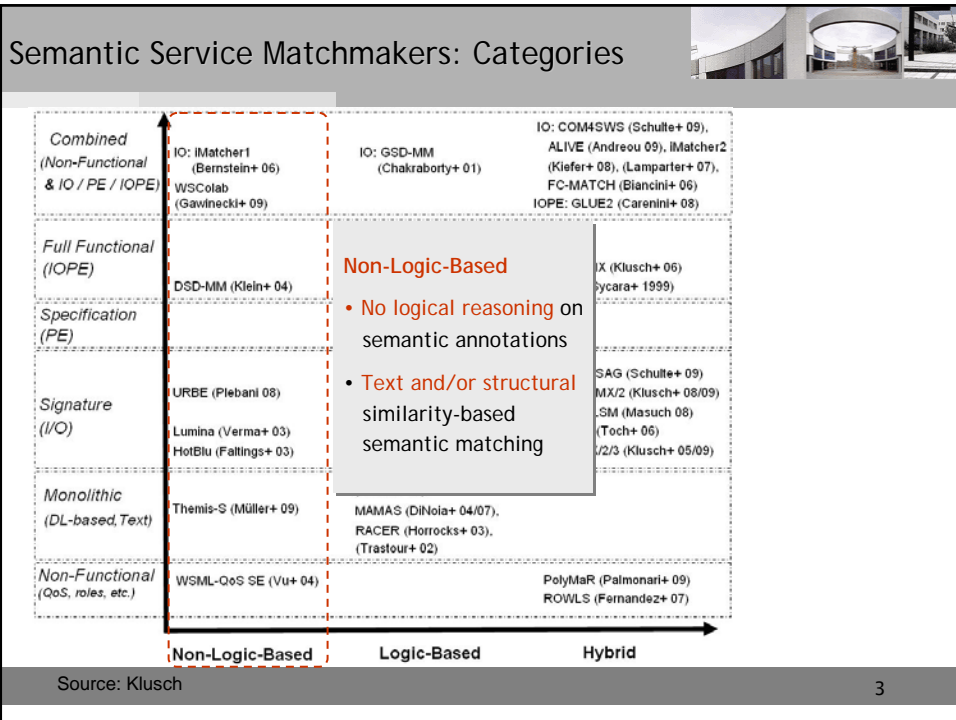 Semantic Service Matchmakers: Categories
Combined
(Non-Functional
& IO / PE / IOPE)
IO: iMatcher1
(Bernstein+ 06)
WSColab
(Gawinecki+ 09)
IO: GSD-MM
(Chakraborty+ 01)
IO: COM4SWS (Schulte+ 09),
ALIVE (Andreou 09), iMatcher2
(Kiefer+ 08), (Lamparter+ 07),
FC-MATCH (Biancini+ 06)
IOPE: GLUE2 (Carenini+ 08)
Full Functional
(IOPE)
DSD-MM (Klein+ 04)
(Klusch+ 06)
1999)
Specification
(PE)
Signature
(I/O)
URBE (Plebani 08)
Lumina (Verma+ 03)
HotBlu (Faltings+ 03)
SAG (Schulte+ 09)
MX/2 (Klusch+ 08/09)
(Masuch 08)
(Toch+ 06)
/2/3 (Klusch+ 05/09)
Non-Logic-Based
• No logical reasoning on
semantic annotations
• Text and/or structural
similarity-based
semantic matching
Monolithic
(DL-based, Text)
Themis-S (Müller+ 09)
MAMAS (DiNoia+ 04/07),
RACER (Horrocks+ 03),
(Trastour+ 02)
Non-Functional
(QoS, roles, etc.)
WSML-QoS SE (Vu+ 04)
PolyMaR (Palmonari+ 09)
ROWLS (Fernandez+ 07)
Non-Logic-Based
Logic-Based
Hybrid
Source: Klusch
3